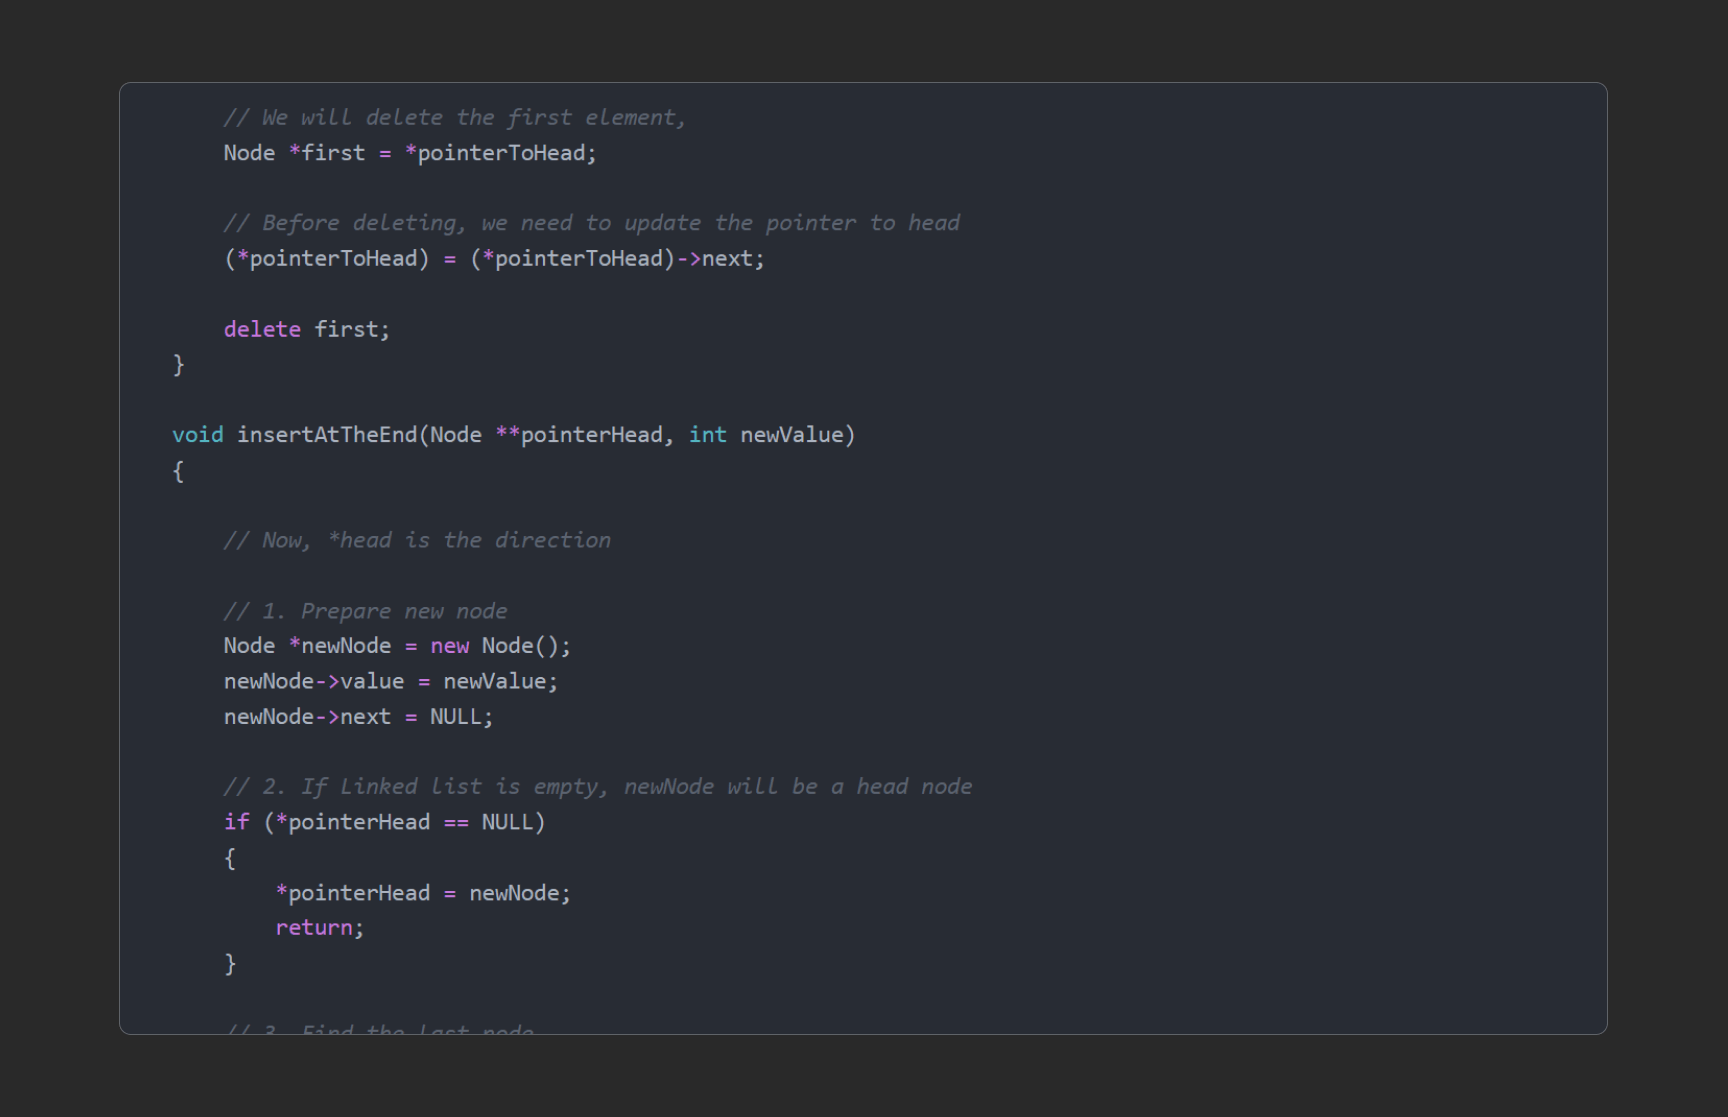 // We will delete the first element,
Node *first = *pointerToHead;
// Before deleting, we need to update the pointer to head
(*pointerToHead) = (*pointerToHead)->next;
delete first;
}
void insertAtTheEnd(Node **pointerHead, int newValue)
{
// Now, *head is the direction
// 1. Prepare new node
Node *newNode = new Node();
newNode->value = newValue;
newNode->next = NULL;
// 2. If Linked list is empty, newNode will be a head node
if (*pointerHead == NULL)
{
*pointerHead = newNode;
return;
}
// 3. Find the last node